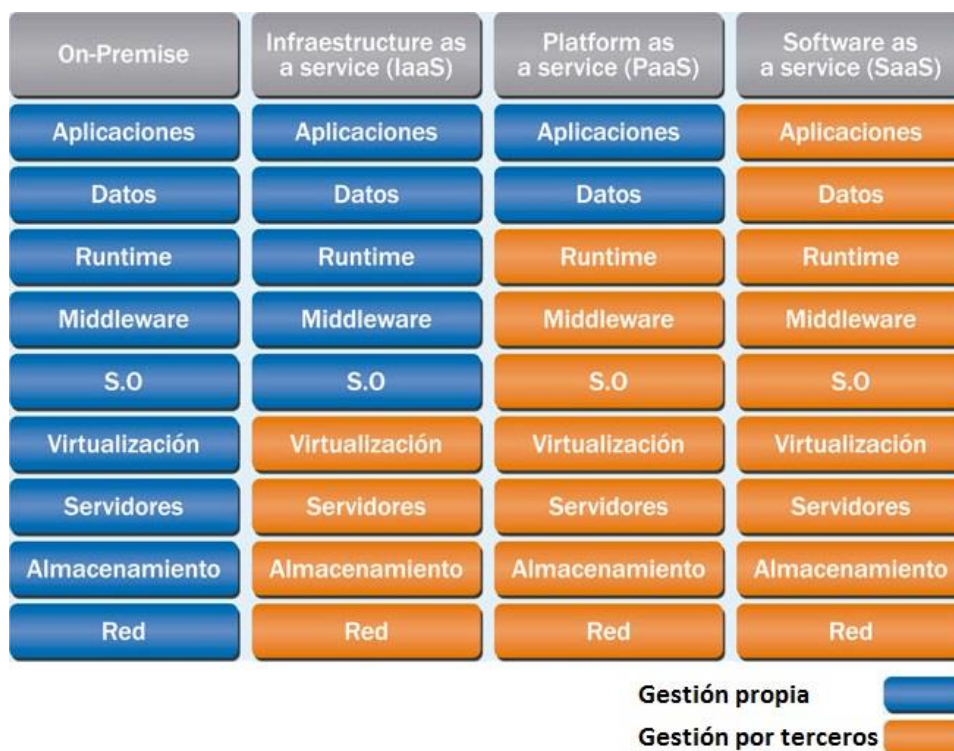 On-Premise
Infraestructure as
a service (IaaS)
Platform as
a service (PaaS)
Software as
a service (SaaS)
Aplicaciones
Aplicaciones
Aplicaciones
Aplicaciones
Datos
Datos
Datos
Datos
Runtime
Runtime
Runtime
Runtime
Middleware
Middleware
Middleware
Middleware
S.O
S.O
S.O
S.O
Virtualización
Virtualización
Virtualización
Virtualización
Servidores
Servidores
Servidores
Servidores
Almacenamiento
Almacenamiento
Almacenamiento
Almacenamiento
Red
Red
Red
Red
Gestión propia
Gestión por terceros